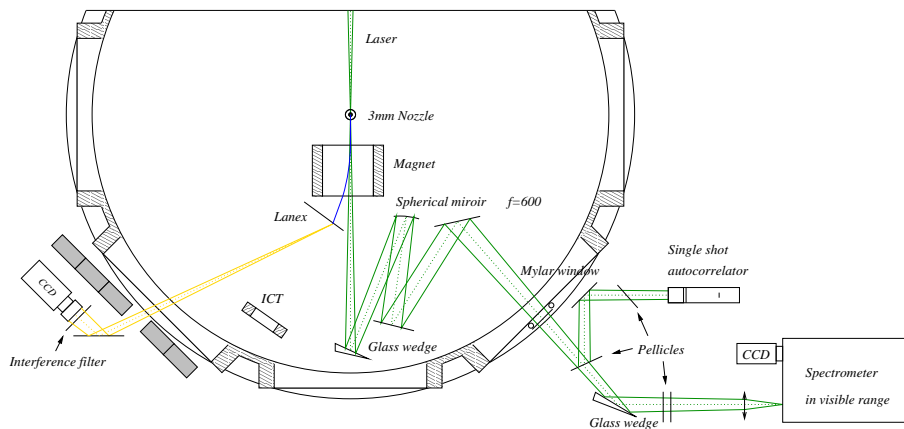 Laser
3mm Nozzle
Magnet
Spherical miroir f=600
Lanex
Mylar window
Single shot
autocorrelator
CCD
ICT
Interference filter
Glass wedge
Pellicles
CCD
Spectrometer
in visible range
Glass wedge